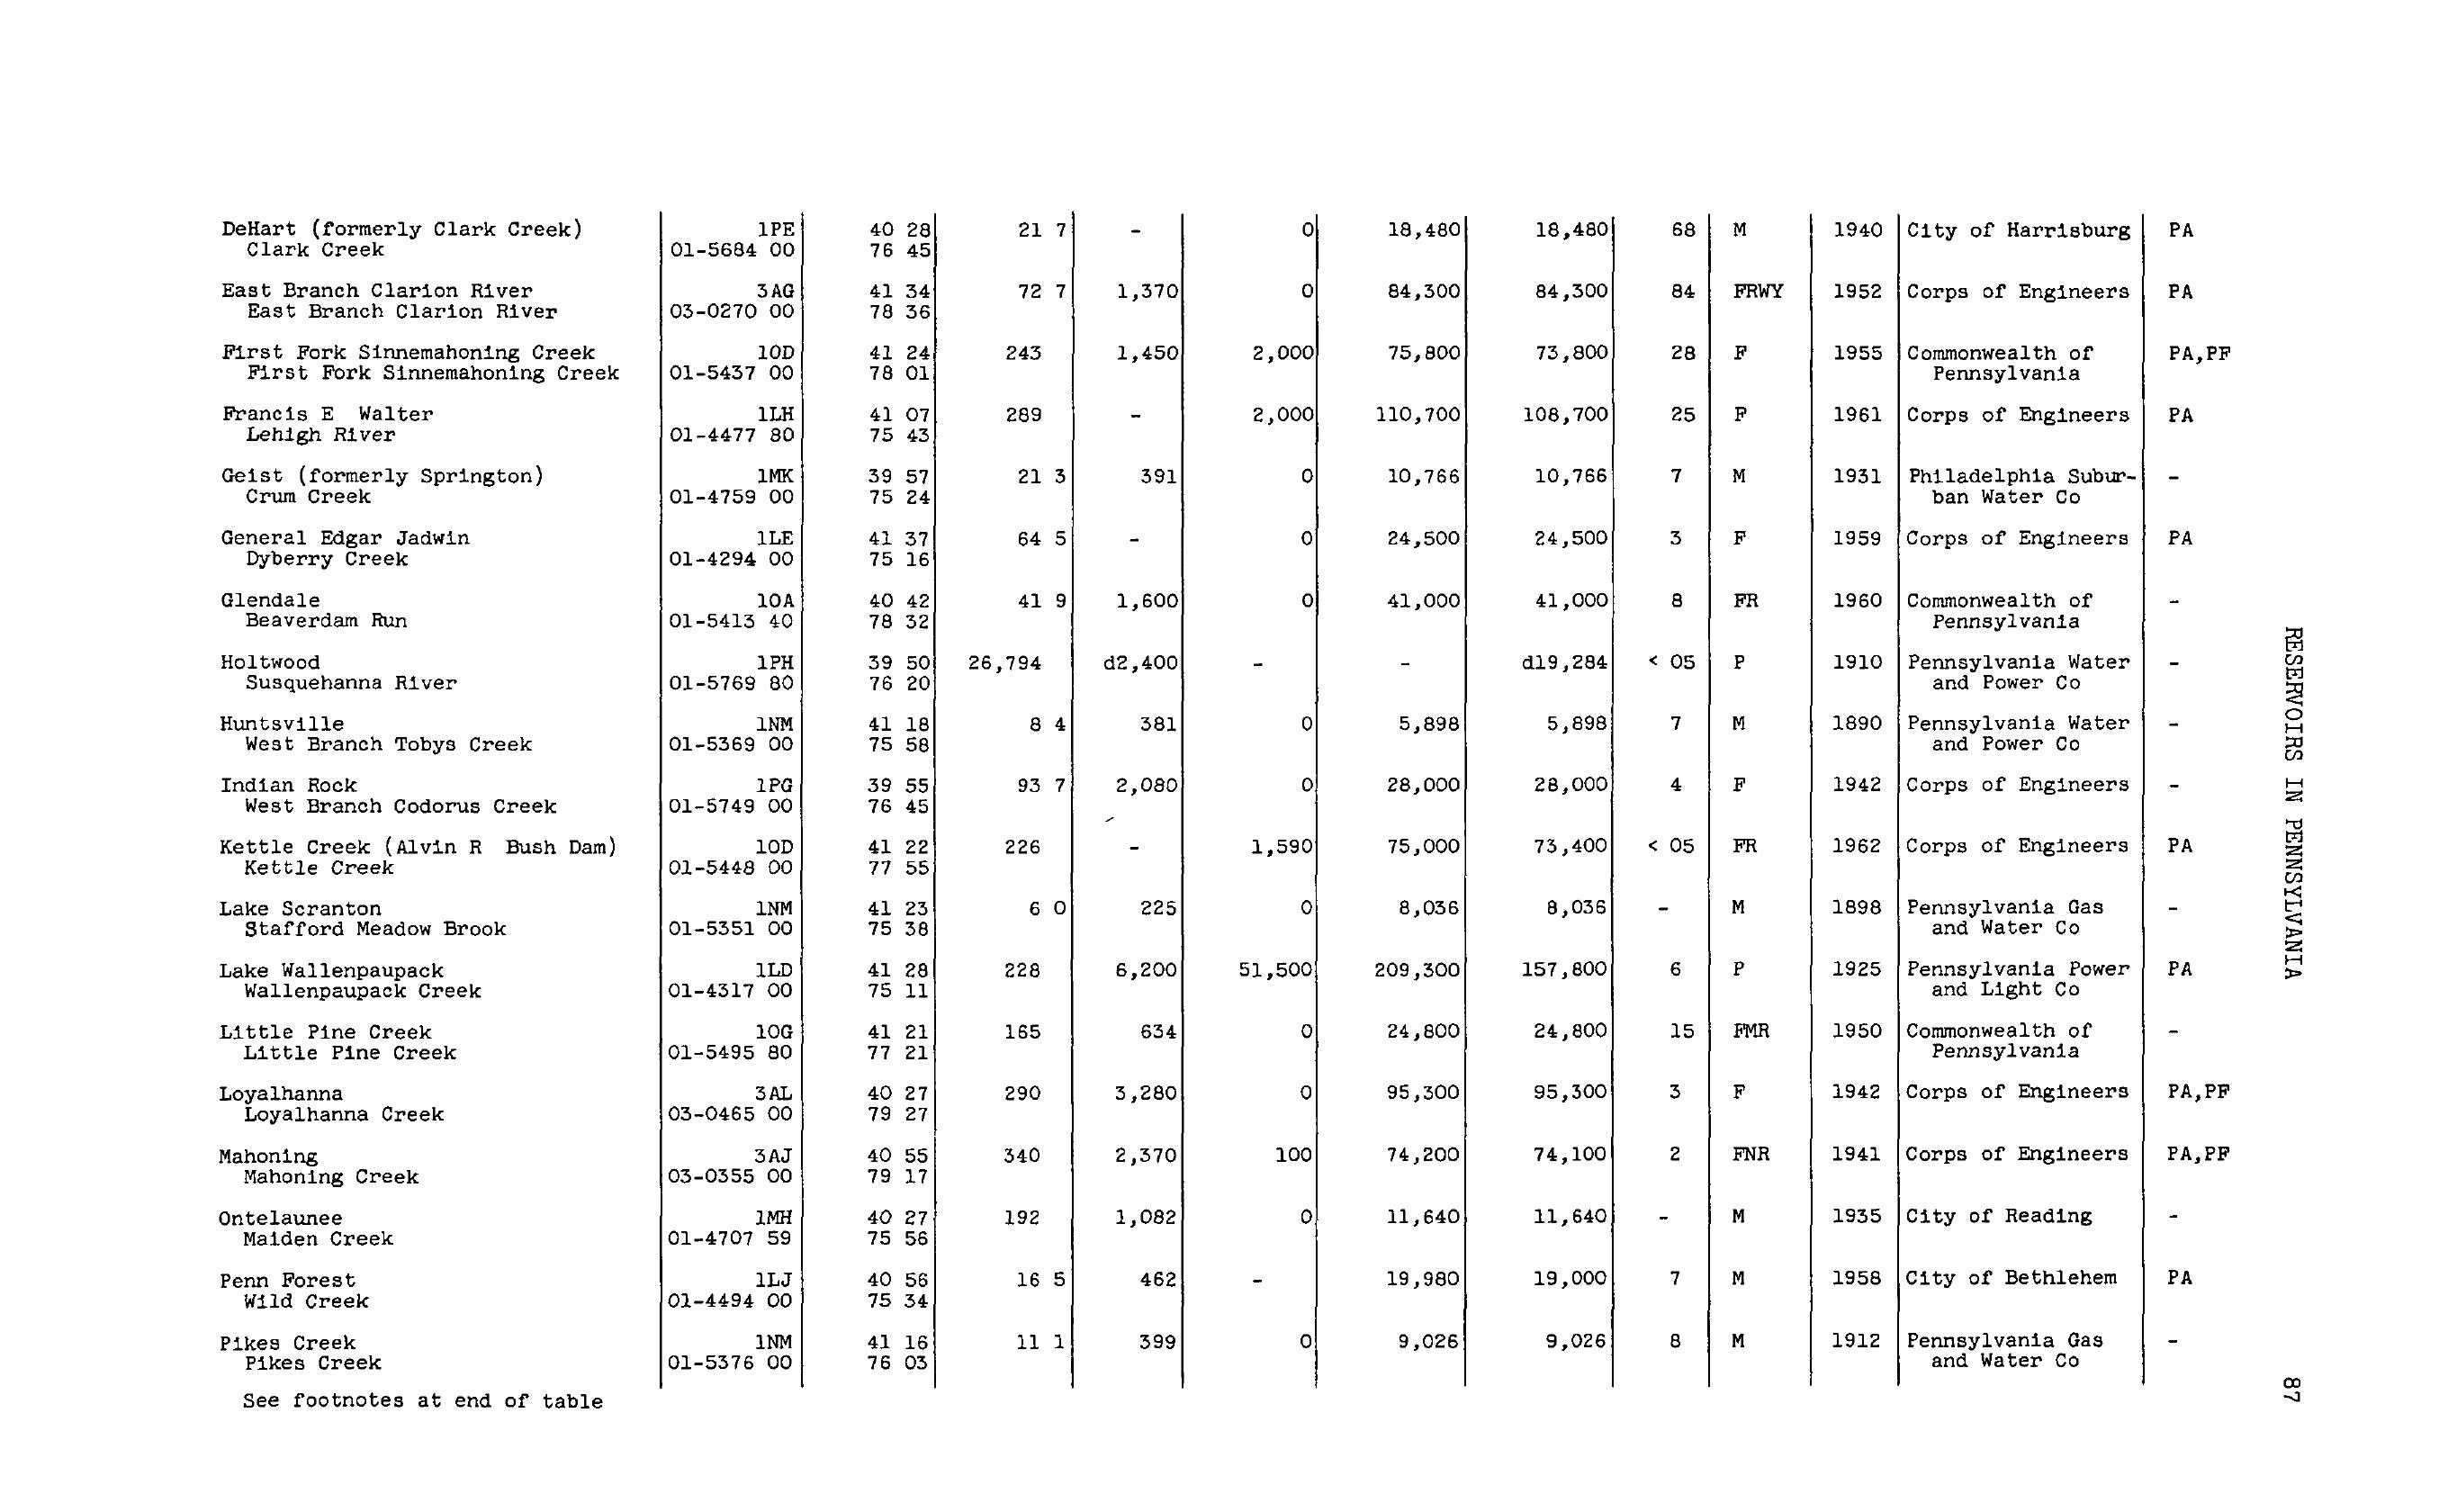 DeHart (formerly Clark Creek) 1PE 40 28 21 7 - 0 18,480 18,480 68 M 1940 City of Harrisburg PA
Clark Creek 01-5684 00 76 45
East Branch Clarion River 3AG 41 34 72 7 1,370 0 84,300 84,300 84 FRWY 1952 Corps of Engineers PA
East Branch Clarion River 03-0270 00 78 36
First Fork Sinnemahoning Creek 10D 41 24 243 1,450 2,000 75,800 73,800 28 F 1955 Commonwealth of PA,PF
First Fork Sinnemahoning Creek 01-5437 00 78 01 Pennsylvania
Francis E Walter 1LH 41 07 289 - 2,000 110,700 108,700 25 F 1961 Corps of Engineers PA
Lehigh River 01-4477 80 75 43
Geist (formerly Springton) 1MK 39 57 21 3 391 0 10,766 10,766 7 M 1931 Philadelphia Subur- -
Crum Creek 01-4759 00 75 24 ban Water Co
General Edgar Jadwin 1LE 41 37 64 5 - 0 24,500 24,500 3 F 1959 Corps of Engineers PA
Dyberry Creek 01-4294 00 75 16
Glendale 10A 40 42 41 9 1,600 0 41,000 41,000 8 FR 1960 Commonwealth of -
Beaverdam Run 01-5413 40 78 32 Pennsylvania
Holtwood 1PH 39 50 26,794 d2,400 - - d19,284 < 05 P 1910 Pennsylvania Water -
Susquehanna River 01-5769 80 76 20 and Power Co
Huntsville 1NM 41 18 8 4 381 0 5,898 5,898 7 M 1890 Pennsylvania Water -
West Branch Tobys Creek 01-5369 00 75 58 and Power Co
Indian Rock 1PG 39 55 93 7 2,080 0 28,000 28,000 4 F 1942 Corps of Engineers -
West Branch Codorus Creek 01-5749 00 76 45
Kettle Creek (Alvin R Bush Dam) 10D 41 22 226 - 1,590 75,000 73,400 < 05 FR 1962 Corps of Engineers PA
Kettle Creek 01-5448 00 77 55
Lake Scranton 1NM 41 23 6 0 225 0 8,036 8,036 - M 1898 Pennsylvania Gas -
Stafford Meadow Brook 01-5351 00 75 38 and Water Co
Lake Wallenpaupack 1LD 41 28 228 6,200 51,500 209,300 157,800 6 P 1925 Pennsylvania Power PA
Wallenpaupack Creek 01-4317 00 75 11 and Light Co
Little Pine Creek 10G 41 21 165 634 0 24,800 24,800 15 FMR 1950 Commonwealth of -
Little Pine Creek 01-5495 80 77 21 Pennsylvania
Loyalhanna 3AL 40 27 290 3,280 0 95,300 95,300 3 F 1942 Corps of Engineers PA,PF
Loyalhanna Creek 03-0465 00 79 27
Mahoning 3AJ 40 55 340 2,370 100 74,200 74,100 2 FNR 1941 Corps of Engineers PA,PF
Mahoning Creek 03-0355 00 79 17
Ontelaunee 1MH 40 27 192 1,082 0 11,640 11,640 - M 1935 City of Reading -
Maiden Creek 01-4707 59 75 56
Penn Forest 1LJ 40 56 16 5 462 - 19,980 19,000 7 M 1958 City of Bethlehem PA
Wild Creek 01-4494 00 75 34
Pikes Creek 1NM 41 16 11 1 399 0 9,026 9,026 8 M 1912 Pennsylvania Gas -
Pikes Creek 01-5376 00 76 03 and Water Co
See footnotes at end of table
RESERVOIRS IN PENNSYLVANIA
87